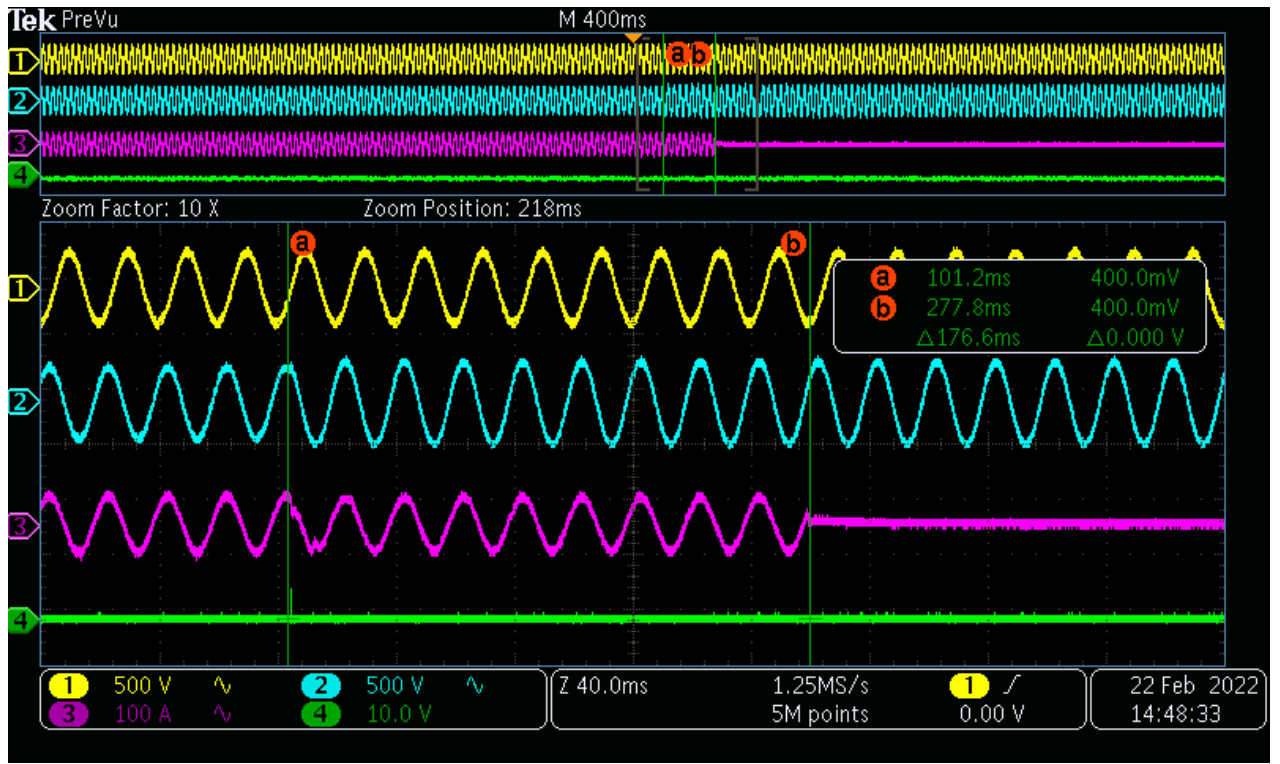 Tek PreVu M 400ms
a b
1
2
3
4
Zoom Factor: 10 X Zoom Position: 218ms
a b
1
a 101.2ms 400.0mV
b 277.8ms 400.0mV
△176.6ms △0.000 V
2
3
4
1 500 V 2 500 V Z 40.0ms 1.25MS/s 1 22 Feb 2022
3 100 A 4 10.0 V 5M points 0.00 V 14:48:33